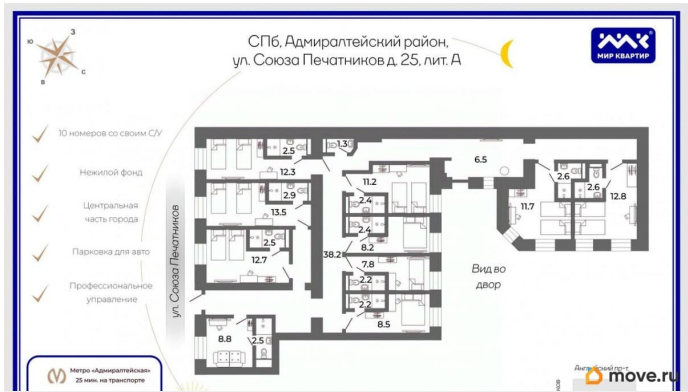 СПб, Адмиралтейский район,
ул. Союза Печатников д. 25, лит. А
МИР КВАРТИР
З
Ю
С
В
10 номеров со своим С/У
Нежилой фонд
Центральная
часть города
Парковка для авто
Профессиональное
управление
ул. Союза Печатников
2.5
12.3
1.3
6.5
2.9
13.5
11.2
2.4
2.6
2.6
12.8
11.7
2.5
12.7
2.4
8.2
38.2
7.8
2.2
2.2
8.5
8.8
2.5
Вид во
двор
Метро «Адмиралтейская»
25 мин. на транспорте
move.ru